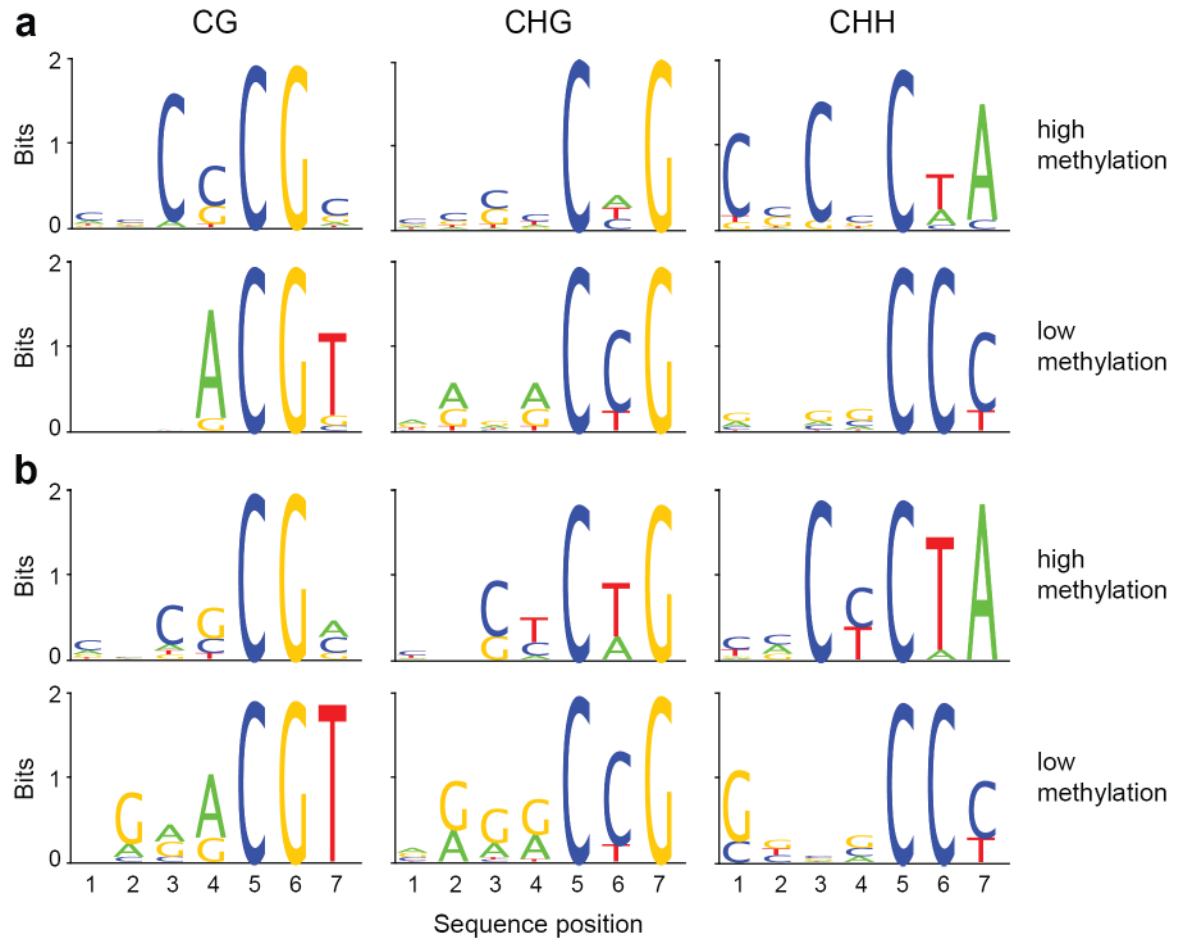 a
CG CHG CHH
2
1
0
Bits
high
methylation
2
1
0
Bits
low
methylation
b
2
1
0
Bits
high
methylation
2
1
0
Bits
low
methylation
1 2 3 4 5 6 7 1 2 3 4 5 6 7 1 2 3 4 5 6 7
Sequence position